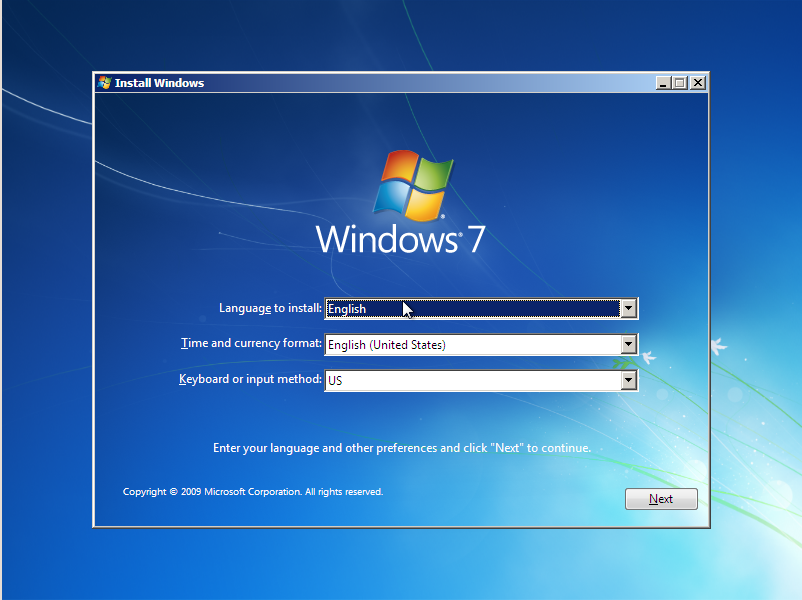 Install Windows
Windows® 7
Language to install: English
Time and currency format: English (United States)
Keyboard or input method: US
Enter your language and other preferences and click "Next" to continue.
Copyright © 2009 Microsoft Corporation. All rights reserved.
Next